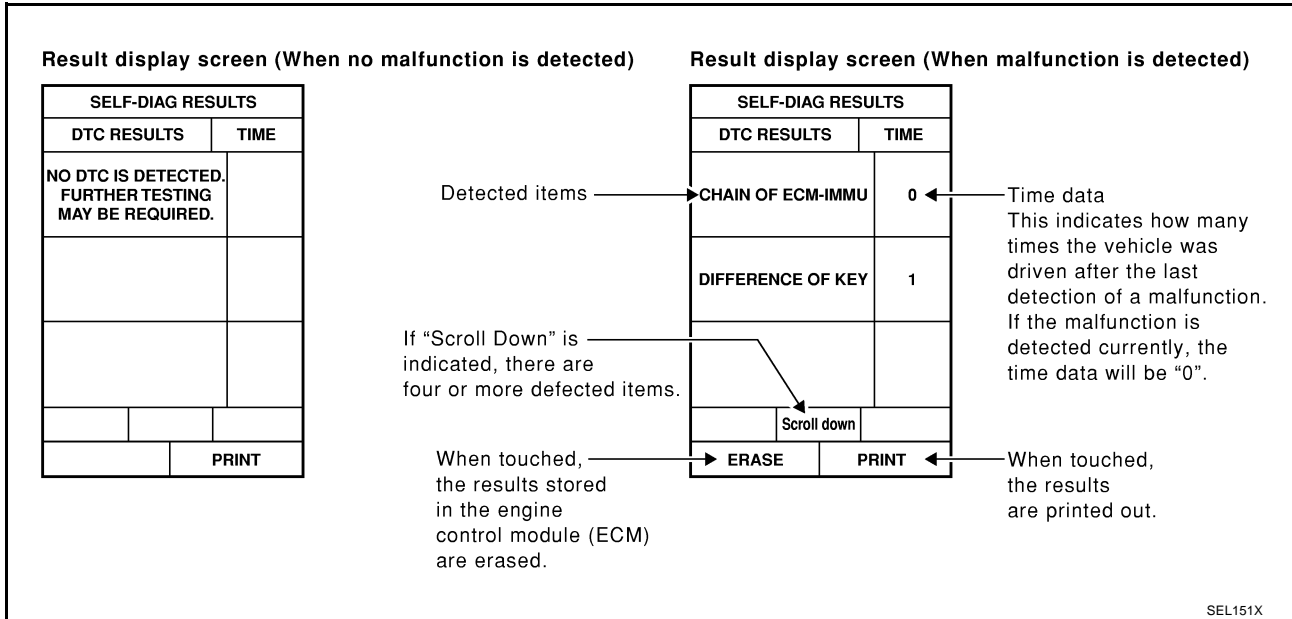 Result display screen (When no malfunction is detected)
SELF-DIAG RESULTS
DTC RESULTS TIME
NO DTC IS DETECTED.
FURTHER TESTING
MAY BE REQUIRED.
PRINT
Result display screen (When malfunction is detected)
SELF-DIAG RESULTS
DTC RESULTS TIME
Detected items
CHAIN OF ECM-IMMU 0
Time data
This indicates how many
times the vehicle was
driven after the last
detection of a malfunction.
If the malfunction is
detected currently, the
time data will be “0”.
DIFFERENCE OF KEY 1
If “Scroll Down” is
indicated, there are
four or more defected items.
Scroll down
When touched,
the results stored
in the engine
control module (ECM)
are erased.
ERASE PRINT
When touched,
the results
are printed out.
SEL151X